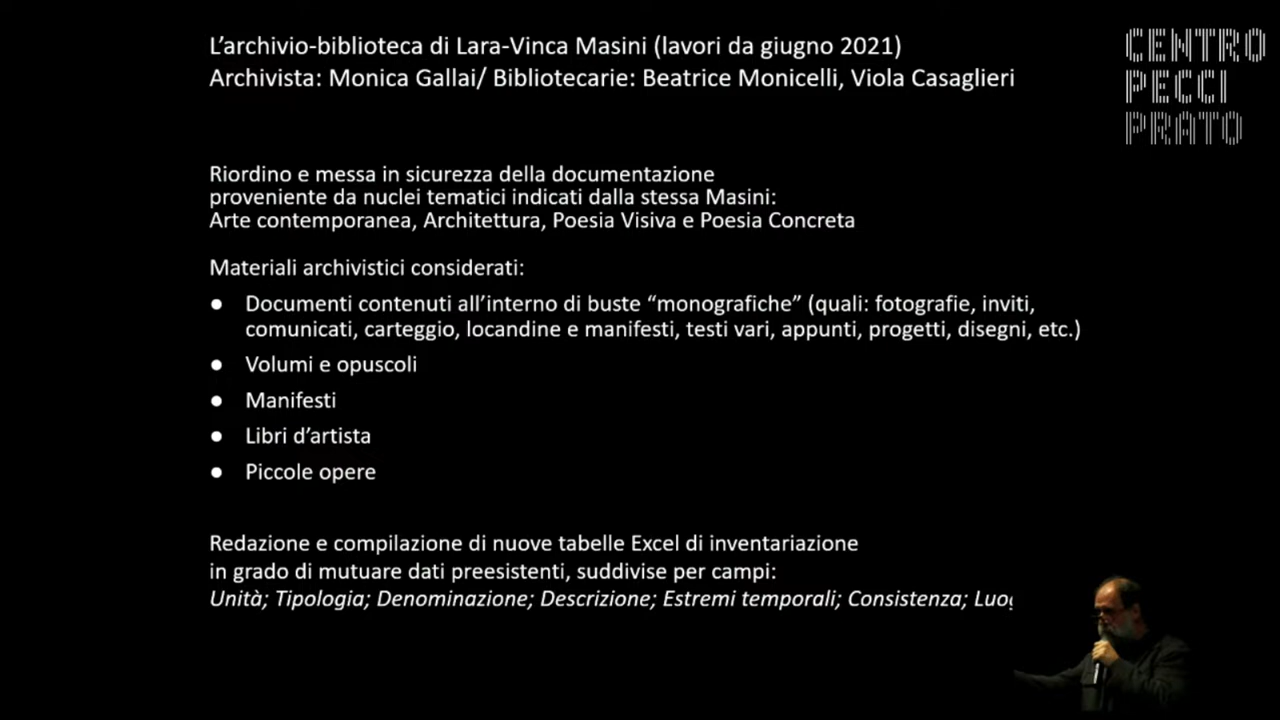 L’archivio-biblioteca di Lara-Vinca Masini (lavori da giugno 2021)
Archivista: Monica Gallai/ Bibliotecarie: Beatrice Monicelli, Viola Casaglieri
CENTRO
PECCI
PRATO
Riordino e messa in sicurezza della documentazione
proveniente da nuclei tematici indicati dalla stessa Masini:
Arte contemporanea, Architettura, Poesia Visiva e Poesia Concreta
Materiali archivistici considerati:
● Documenti contenuti all’interno di buste “monografiche” (quali: fotografie, inviti,
comunicati, carteggio, locandine e manifesti, testi vari, appunti, progetti, disegni, etc.)
● Volumi e opuscoli
● Manifesti
● Libri d’artista
● Piccole opere
Redazione e compilazione di nuove tabelle Excel di inventariazione
in grado di mutuare dati preesistenti, suddivise per campi:
Unità; Tipologia; Denominazione; Descrizione; Estremi temporali; Consistenza;